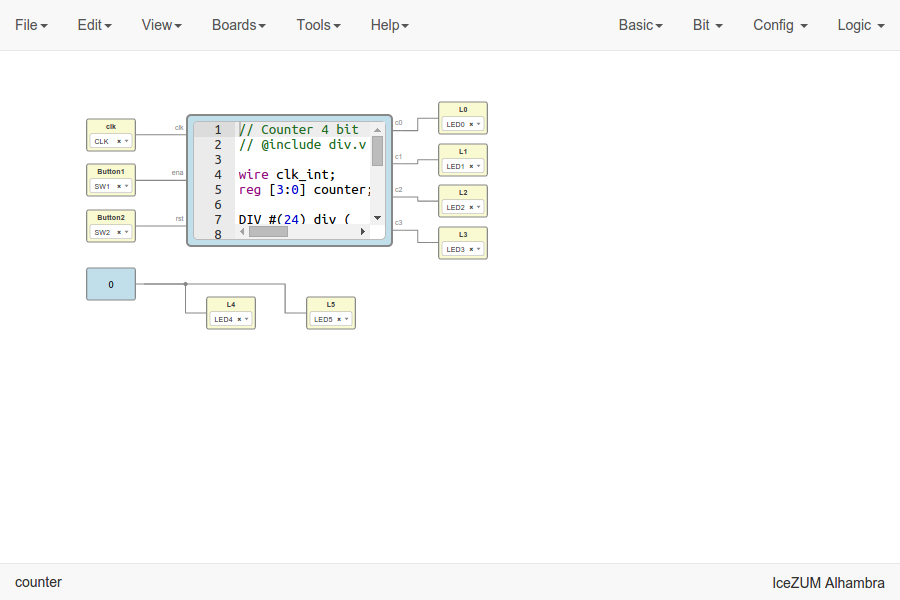 File Edit View Boards Tools Help Basic Bit Config Logic
clk
CLK
Button1
SW1
Button2
SW2
clk
ena
rst
1 // Counter 4 bit
2 // @include div.v
3
4 wire clk_int;
5 reg [3:0] counter;
6
7 DIV #(24) div (
8
c0
c1
c2
c3
L0
LED0
L1
LED1
L2
LED2
L3
LED3
0
L4
LED4
L5
LED5
counter
IceZUM Alhambra